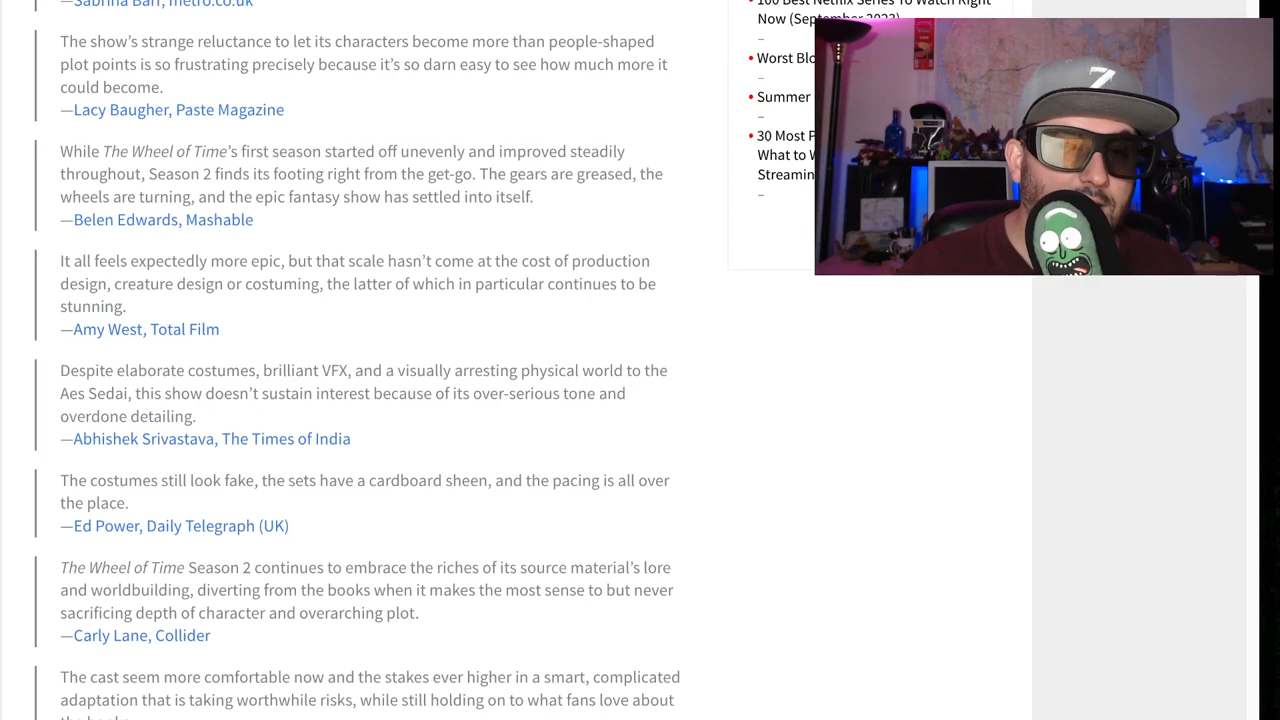 —Sabrina Barr, metro.co.uk
The show’s strange reluctance to let its characters become more than people-shaped
plot points is so frustrating precisely because it’s so darn easy to see how much more it
could become.
—Lacy Baugher, Paste Magazine
While The Wheel of Time’s first season started off unevenly and improved steadily
throughout, Season 2 finds its footing right from the get-go. The gears are greased, the
wheels are turning, and the epic fantasy show has settled into itself.
—Belen Edwards, Mashable
It all feels expectedly more epic, but that scale hasn’t come at the cost of production
design, creature design or costuming, the latter of which in particular continues to be
stunning.
—Amy West, Total Film
Despite elaborate costumes, brilliant VFX, and a visually arresting physical world to the
Aes Sedai, this show doesn’t sustain interest because of its over-serious tone and
overdone detailing.
—Abhishek Srivastava, The Times of India
The costumes still look fake, the sets have a cardboard sheen, and the pacing is all over
the place.
—Ed Power, Daily Telegraph (UK)
The Wheel of Time Season 2 continues to embrace the riches of its source material’s lore
and worldbuilding, diverting from the books when it makes the most sense to but never
sacrificing depth of character and overarching plot.
—Carly Lane, Collider
The cast seem more comfortable now and the stakes ever higher in a smart, complicated
adaptation that is taking worthwhile risks, while still holding on to what fans love about
the books.
100 Best Netflix Series To Watch Right
Now (September 2023)
–
Worst Blo
–
Summer
–
30 Most P
What to W
Streamin
–
Z